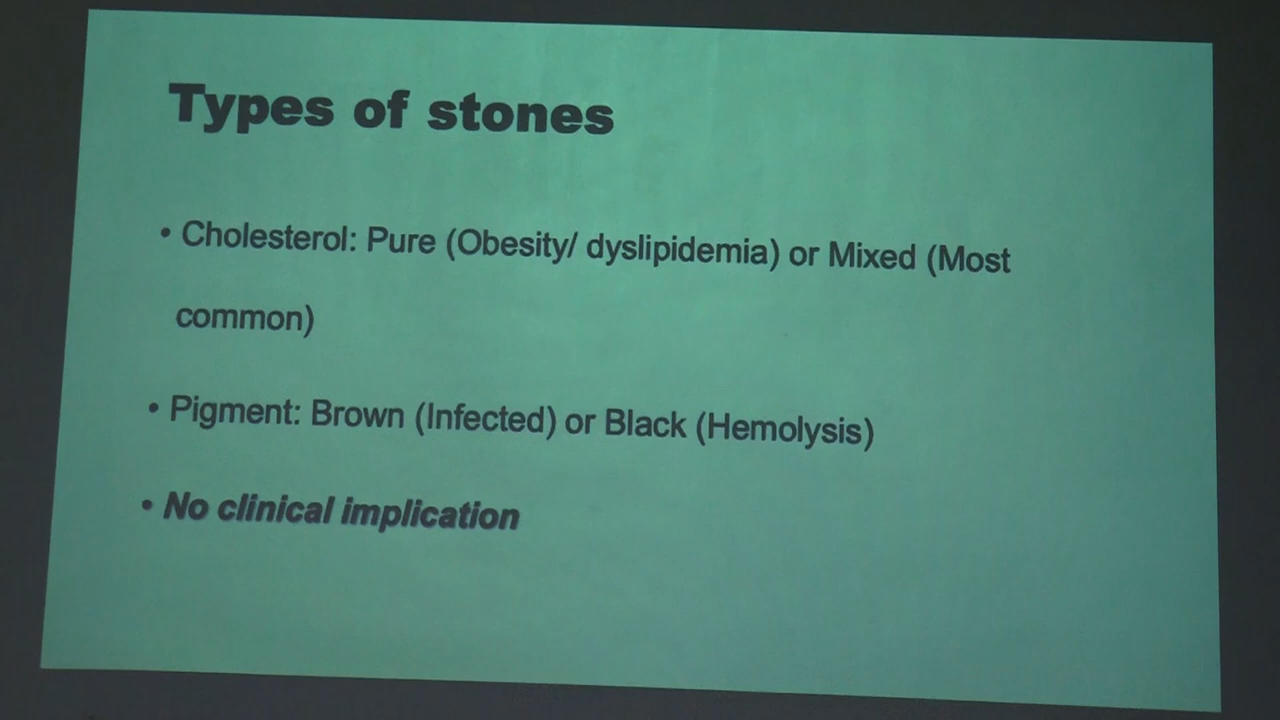 Types of stones
• Cholesterol: Pure (Obesity/ dyslipidemia) or Mixed (Most
common)
• Pigment: Brown (Infected) or Black (Hemolysis)
• No clinical implication